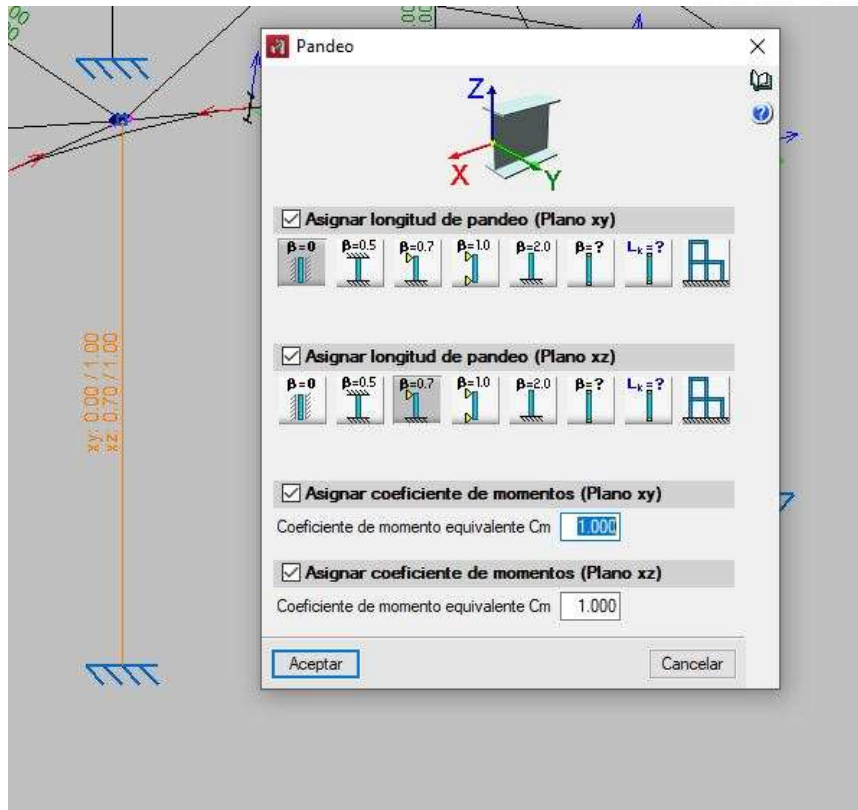 Pandeo
Z
X
Y
Asignar longitud de pandeo (Plano xy)
β=0 β=0.5 β=0.7 β=1.0 β=2.0 β=? Lk=?
Asignar longitud de pandeo (Plano xz)
β=0 β=0.5 β=0.7 β=1.0 β=2.0 β=? Lk=?
xy: 0.00 / 1.00
xz: 0.70 / 1.00
Asignar coeficiente de momentos (Plano xy)
Coeficiente de momento equivalente Cm 1.000
Asignar coeficiente de momentos (Plano xz)
Coeficiente de momento equivalente Cm 1.000
Aceptar Cancelar